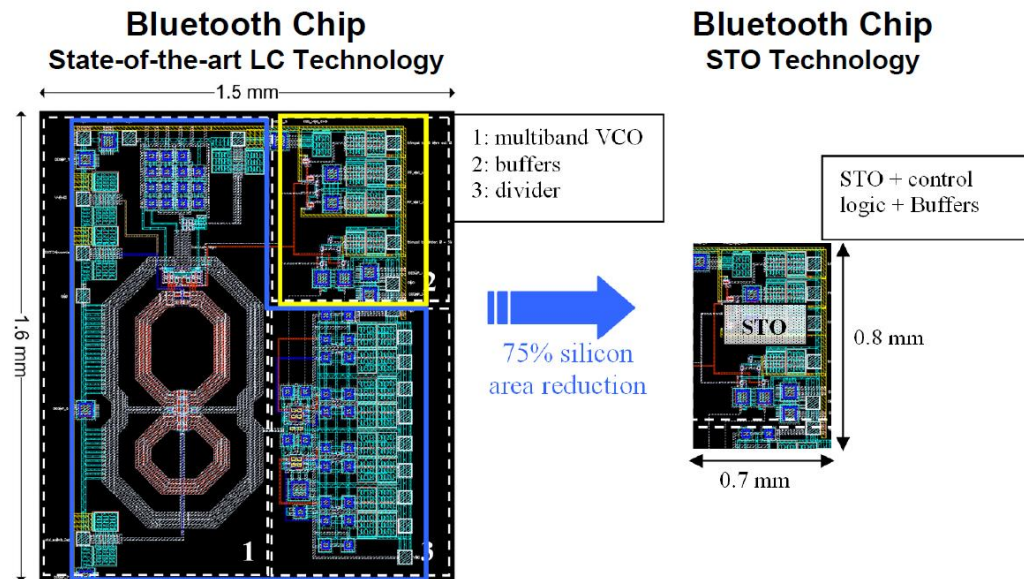 Bluetooth Chip
State-of-the-art LC Technology
1.5 mm
1.6 mm
1
2
3
1: multiband VCO
2: buffers
3: divider
75% silicon
area reduction
Bluetooth Chip
STO Technology
STO + control
logic + Buffers
STO
0.8 mm
0.7 mm